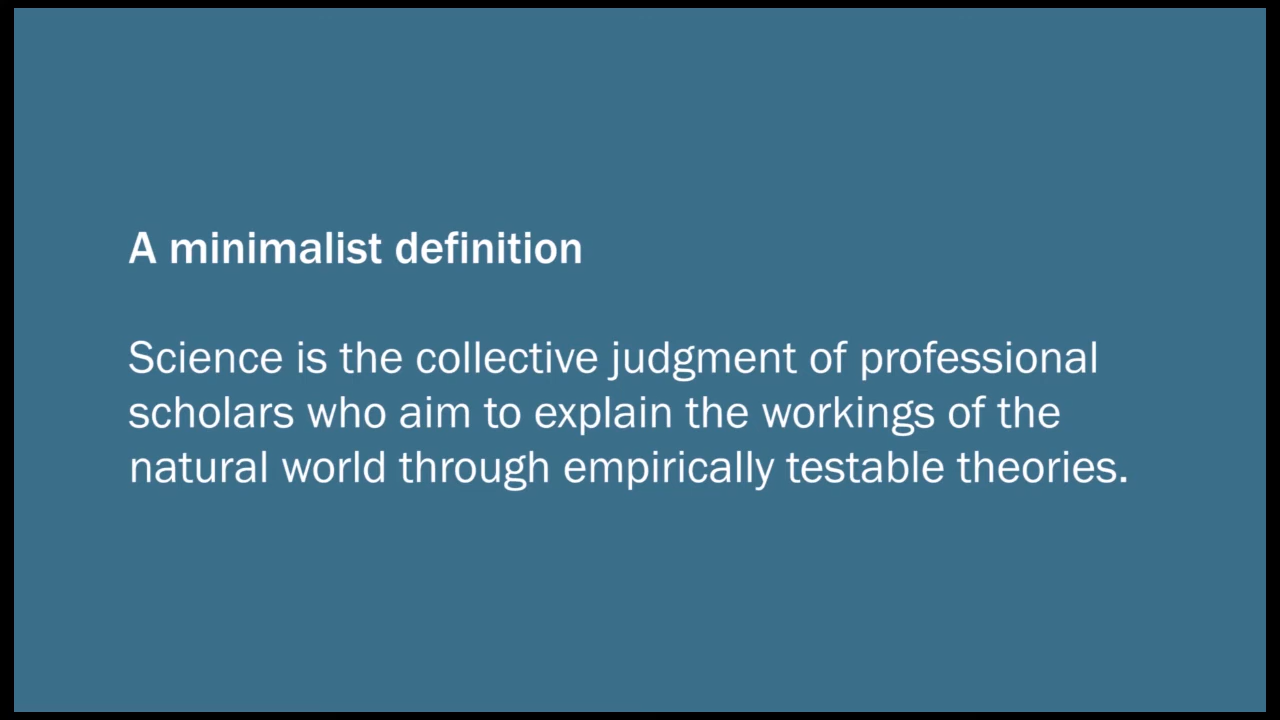 A minimalist definition
Science is the collective judgment of professional
scholars who aim to explain the workings of the
natural world through empirically testable theories.